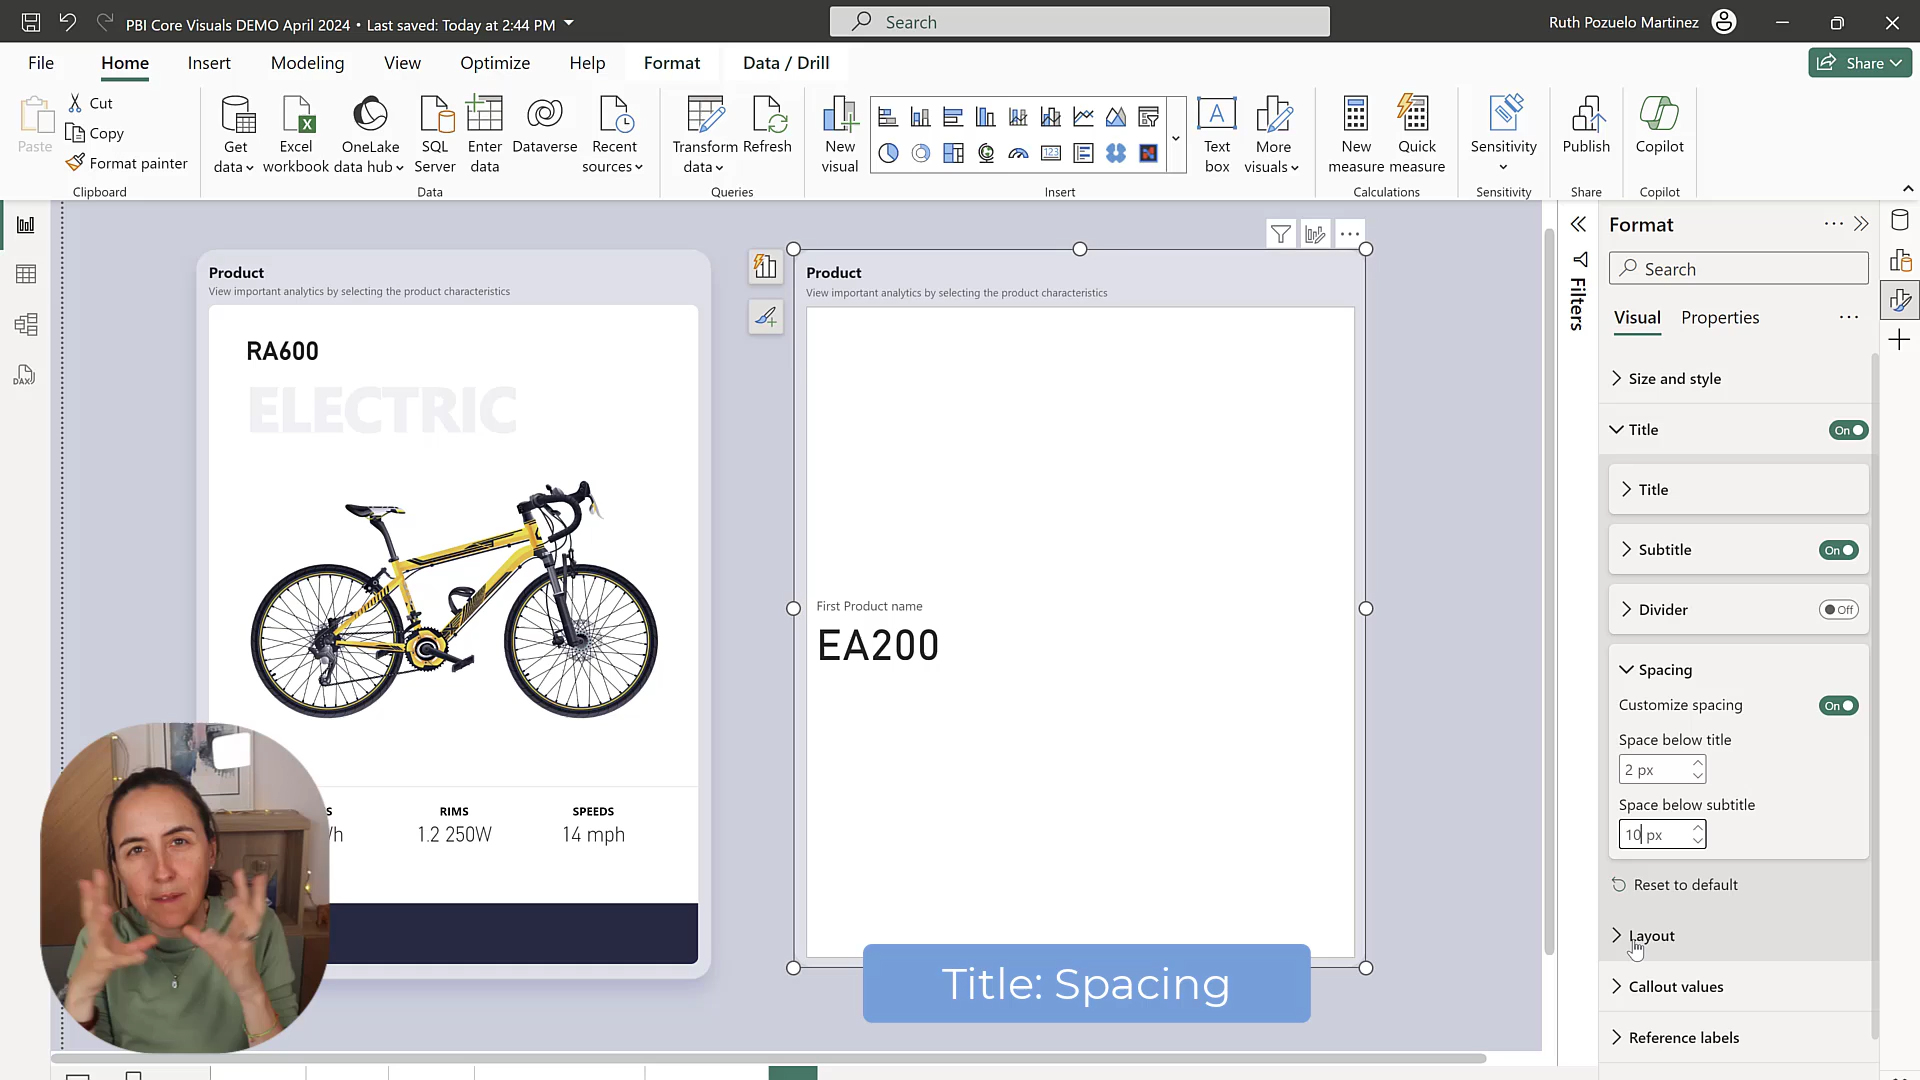 PBI Core Visuals DEMO April 2024 • Last saved: Today at 2:44 PM
Search
Ruth Pozuelo Martinez
File
Home
Insert
Modeling
View
Optimize
Help
Format
Data / Drill
Share
Paste
Cut
Copy
Format painter
Clipboard
Get data
Excel workbook
OneLake data hub
SQL Server
Enter data
Dataverse
Recent sources
Data
Transform data
Refresh
Queries
New visual
Text box
More visuals
Insert
New measure
Quick measure
Calculations
Sensitivity
Sensitivity
Publish
Share
Copilot
Copilot
Product
View important analytics by selecting the product characteristics
RA600
ELECTRIC
RIMS
1.2 250W
SPEEDS
14 mph
Product
View important analytics by selecting the product characteristics
First Product name
EA200
Title: Spacing
Filters
Format
Search
Visual
Properties
Size and style
Title
On
Title
Subtitle
On
Divider
Off
Spacing
Customize spacing
On
Space below title
2 px
Space below subtitle
10 px
Reset to default
Layout
Callout values
Reference labels
DAX